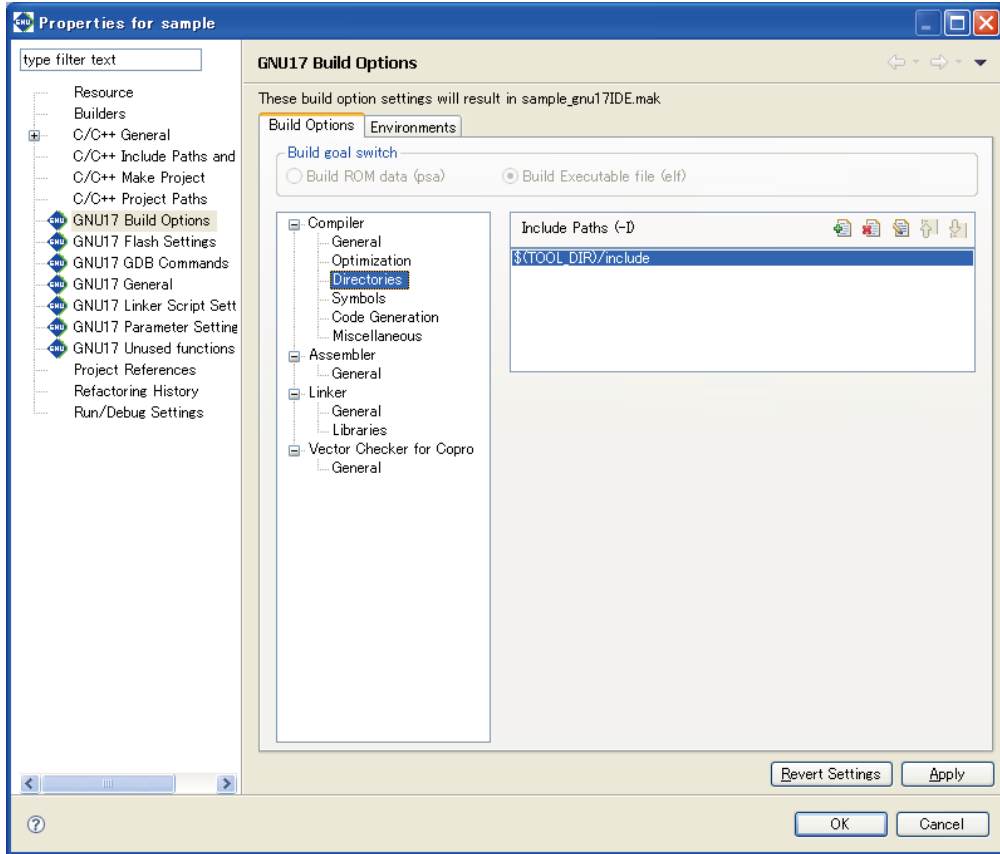 Properties for sample
type filter text
Resource
Builders
C/C++ General
C/C++ Include Paths and
C/C++ Make Project
C/C++ Project Paths
GNU17 Build Options
GNU17 Flash Settings
GNU17 GDB Commands
GNU17 General
GNU17 Linker Script Sett
GNU17 Parameter Setting
GNU17 Unused functions
Project References
Refactoring History
Run/Debug Settings
GNU17 Build Options
These build option settings will result in sample_gnu17IDE.mak
Build Options
Environments
Build goal switch
Build ROM data (psa)
Build Executable file (elf)
Compiler
General
Optimization
Directories
Symbols
Code Generation
Miscellaneous
Assembler
General
Linker
General
Libraries
Vector Checker for Copro
General
Include Paths (-I)
$(TOOL_DIR)/include
Revert Settings
Apply
OK
Cancel